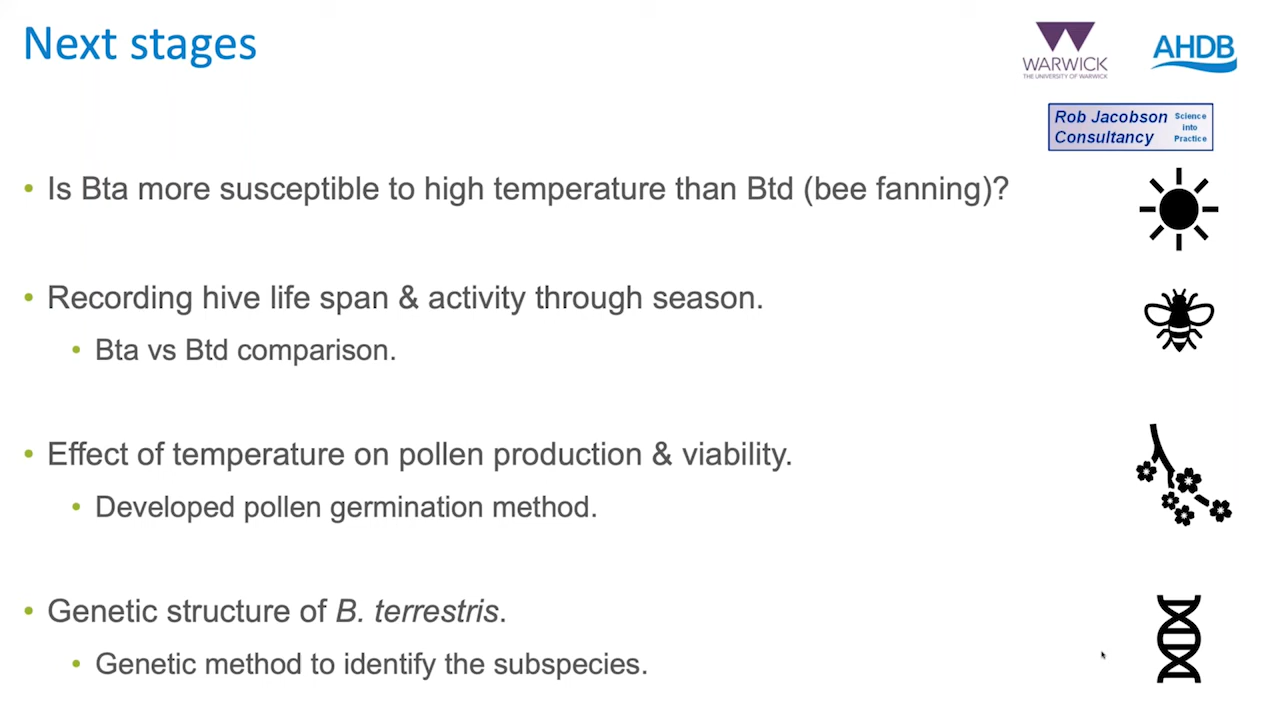 Next stages
WARWICK
THE UNIVERSITY OF WARWICK
AHDB
Rob Jacobson
Consultancy
Science
into
Practice
• Is Bta more susceptible to high temperature than Btd (bee fanning)?
• Recording hive life span & activity through season.
• Bta vs Btd comparison.
• Effect of temperature on pollen production & viability.
• Developed pollen germination method.
• Genetic structure of B. terrestris.
• Genetic method to identify the subspecies.